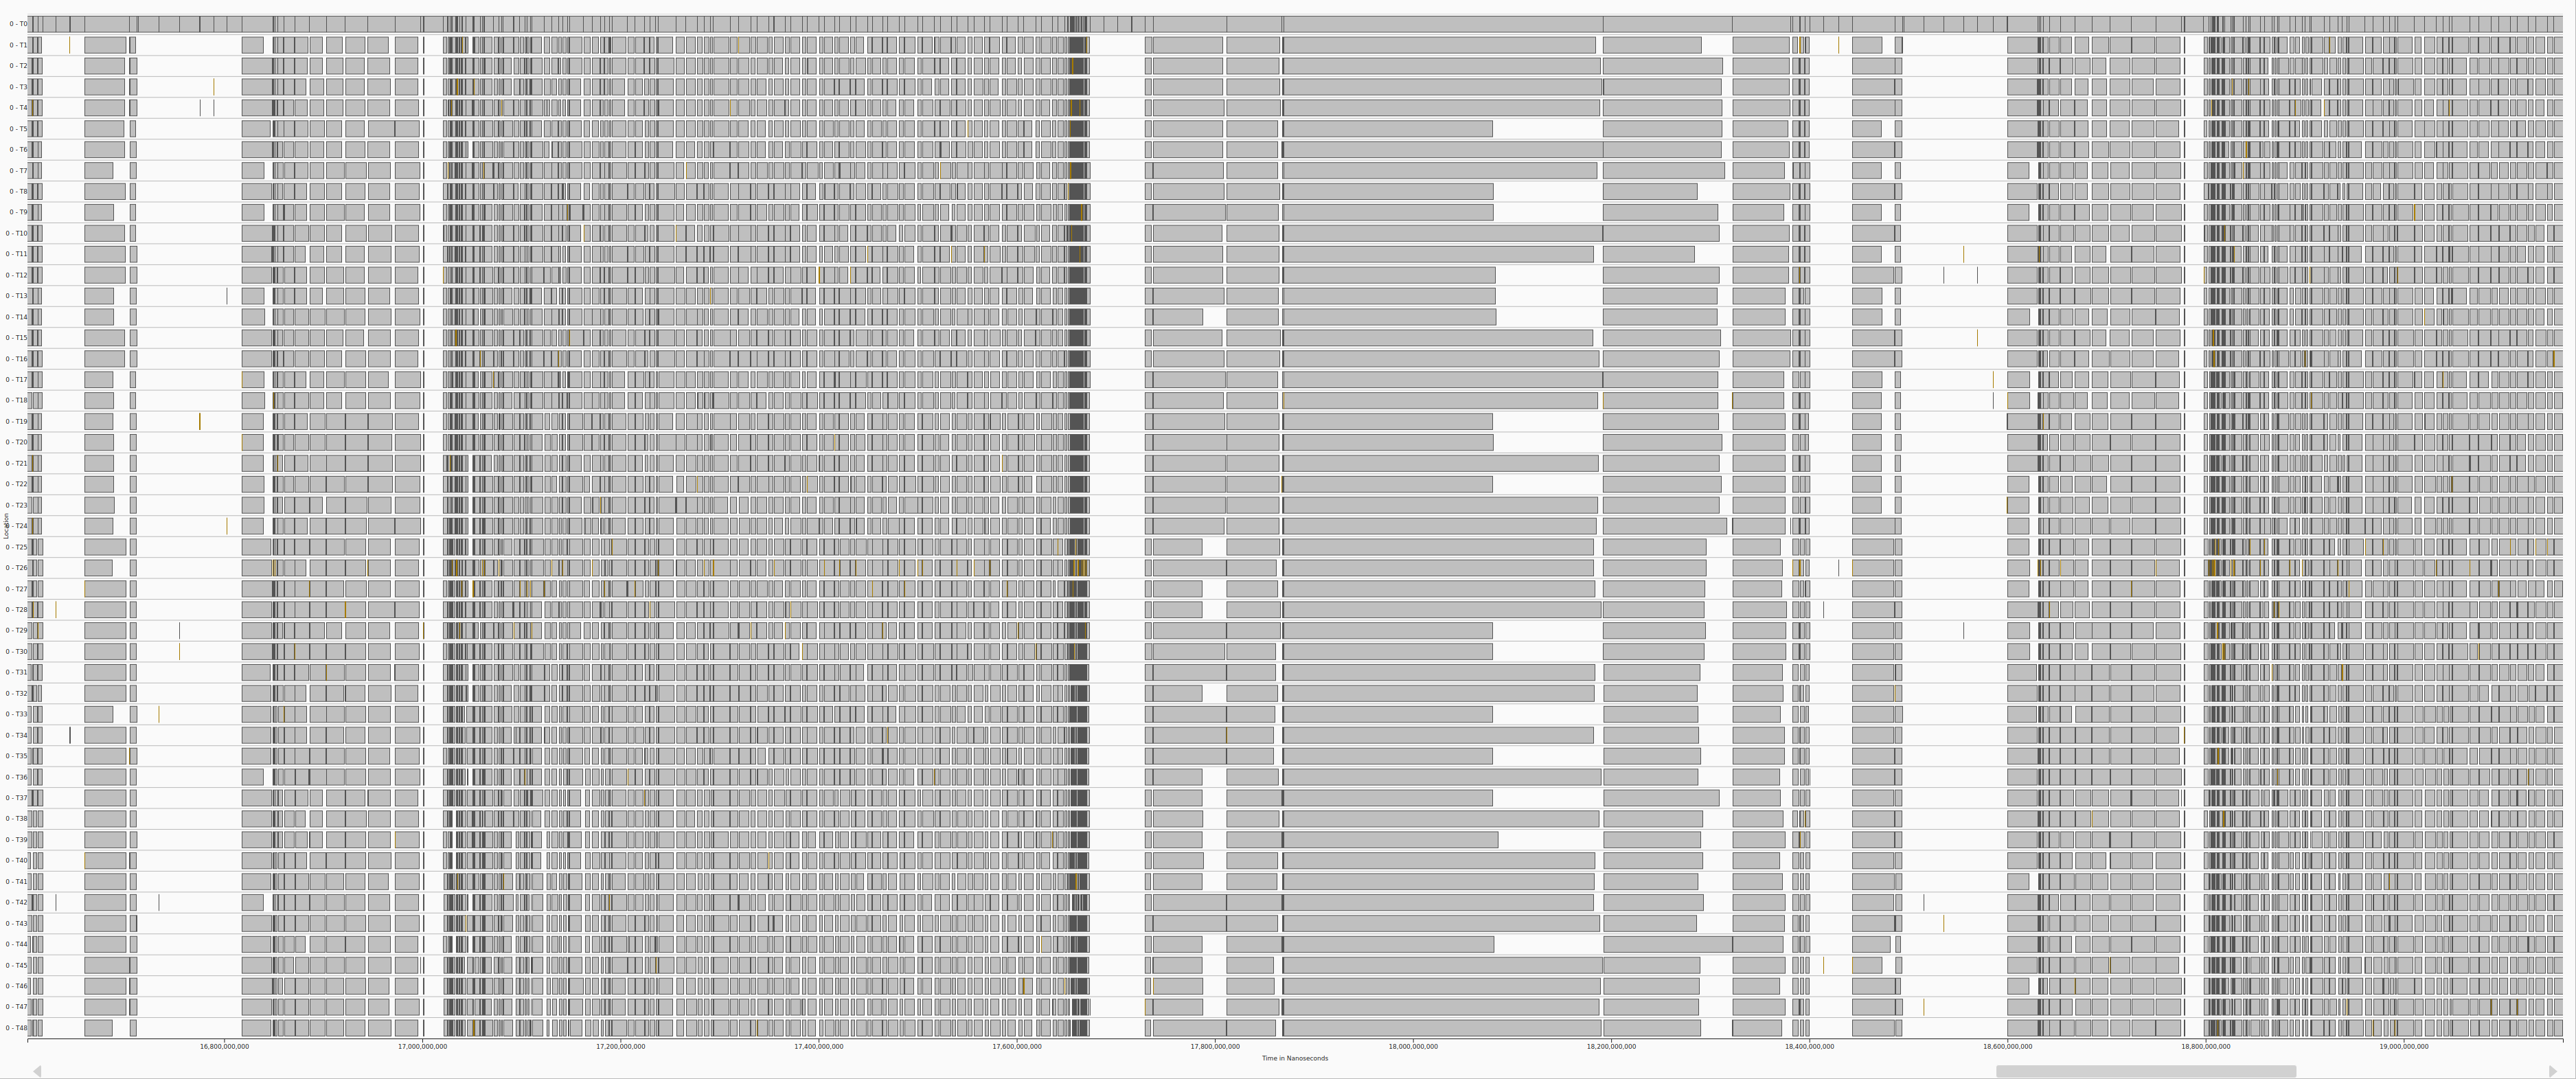 0 - T0
0 - T1
0 - T2
0 - T3
0 - T4
0 - T5
0 - T6
0 - T7
0 - T8
0 - T9
0 - T10
0 - T11
0 - T12
0 - T13
0 - T14
0 - T15
0 - T16
0 - T17
0 - T18
0 - T19
0 - T20
0 - T21
0 - T22
0 - T23
Location
0 - T24
0 - T25
0 - T26
0 - T27
0 - T28
0 - T29
0 - T30
0 - T31
0 - T32
0 - T33
0 - T34
0 - T35
0 - T36
0 - T37
0 - T38
0 - T39
0 - T40
0 - T41
0 - T42
0 - T43
0 - T44
0 - T45
0 - T46
0 - T47
0 - T48
16,800,000,000 17,000,000,000 17,200,000,000 17,400,000,000 17,600,000,000 17,800,000,000 18,000,000,000 18,200,000,000 18,400,000,000 18,600,000,000 18,800,000,000 19,000,000,000
Time in Nanoseconds